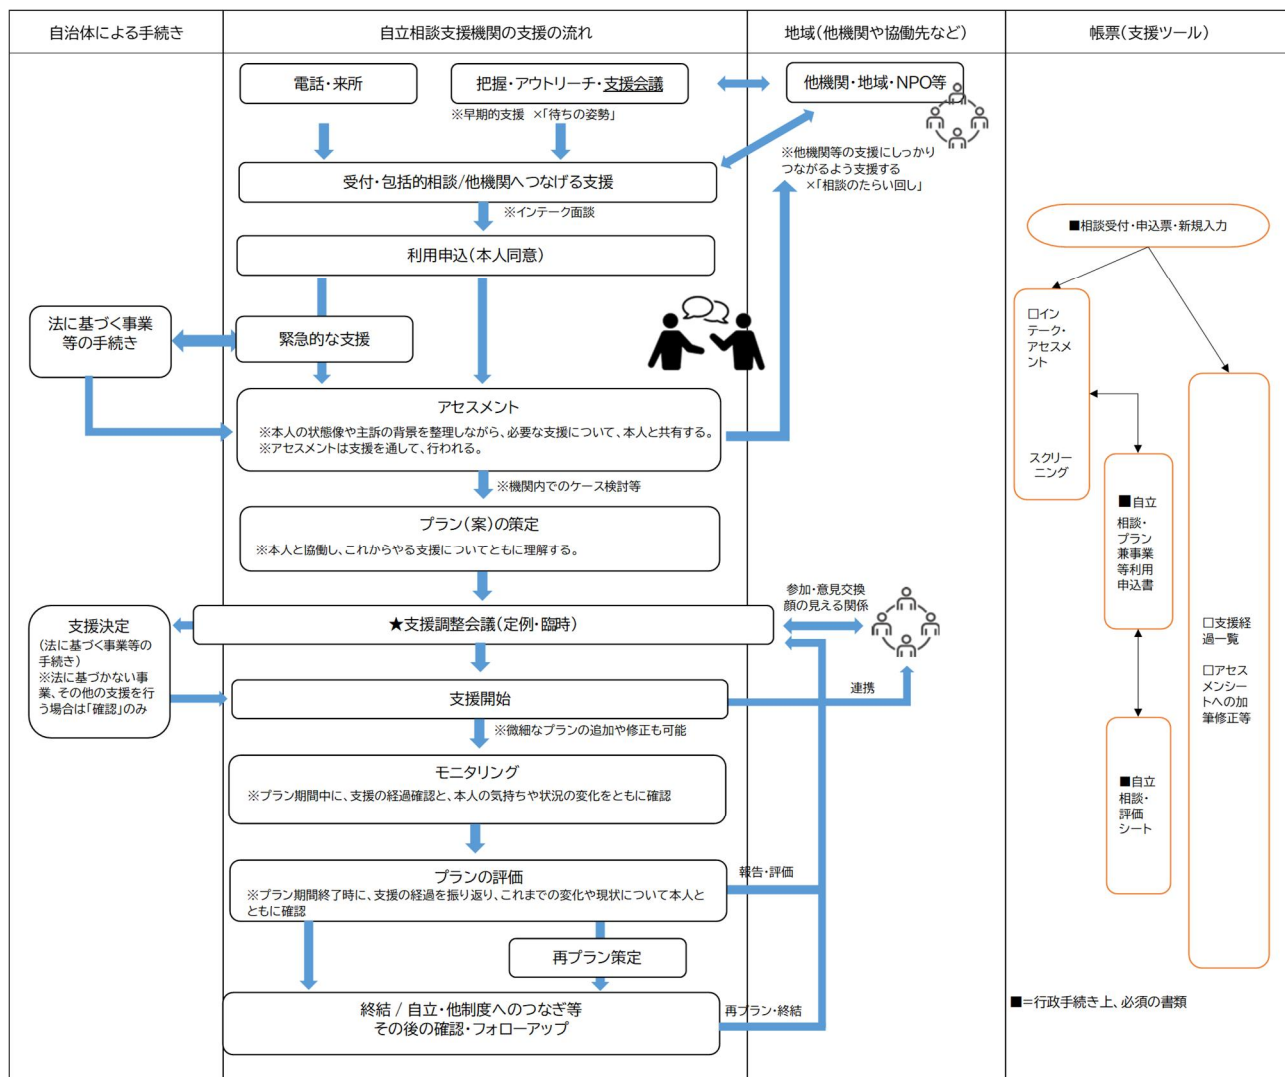 自治体による手続き
自立相談支援機関の支援の流れ
地域(他機関や協働先など)
帳票(支援ツール)
電話・来所
把握・アウトリーチ・支援会議
※早期的支援 ×「待ちの姿勢」
他機関・地域・NPO等
※他機関等の支援にしっかり
つながるよう支援する
×「相談のたらい回し」
受付・包括的相談/他機関へつなげる支援
※インテーク面談
利用申込(本人同意)
法に基づく事業
等の手続き
緊急的な支援
アセスメント
※本人の状態像や主訴の背景を整理しながら、必要な支援について、本人と共有する。
※アセスメントは支援を通して、行われる。
※機関内でのケース検討等
プラン(案)の策定
※本人と協働し、これからやる支援についてともに理解する。
★支援調整会議(定例・臨時)
参加・意見交換
顔の見える関係
支援決定
(法に基づく事業等の
手続き)
※法に基づかない事
業、その他の支援を行
う場合は「確認」のみ
支援開始
連携
※微細なプランの追加や修正も可能
モニタリング
※プラン期間中に、支援の経過確認と、本人の気持ちや状況の変化をともに確認
プランの評価
※プラン期間終了時に、支援の経過を振り返り、これまでの変化や現状について本人と
ともに確認
報告・評価
再プラン策定
終結 / 自立・他制度へのつなぎ等
その後の確認・フォローアップ
再プラン・終結
■相談受付・申込票・新規入力
□イン
テーク・
アセスメ
ント
スクリー
ニング
■自立
相談・
プラン
兼事業
等利用
申込書
■自立
相談・
評価
シート
□支援経
過一覧
□アセス
メンシー
トへの加
筆修正等
■=行政手続き上、必須の書類